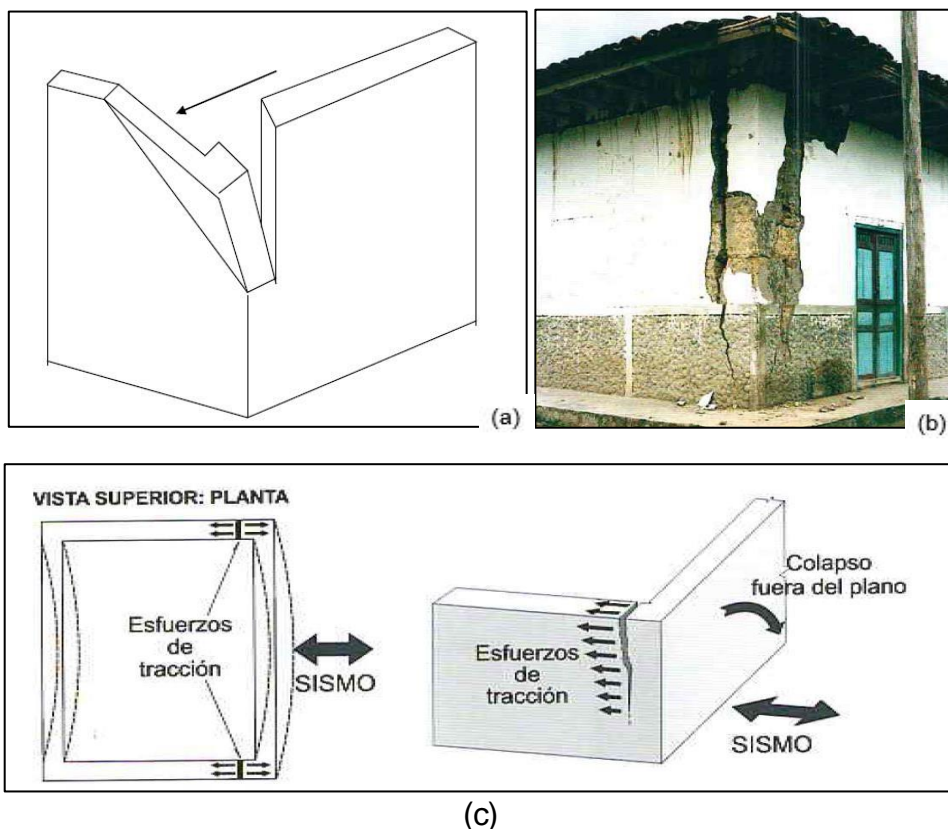 (a)
(b)
VISTA SUPERIOR: PLANTA
Esfuerzos
de
tracción
SISMO
Esfuerzos
de
tracción
Colapso
fuera del plano
SISMO
(c)